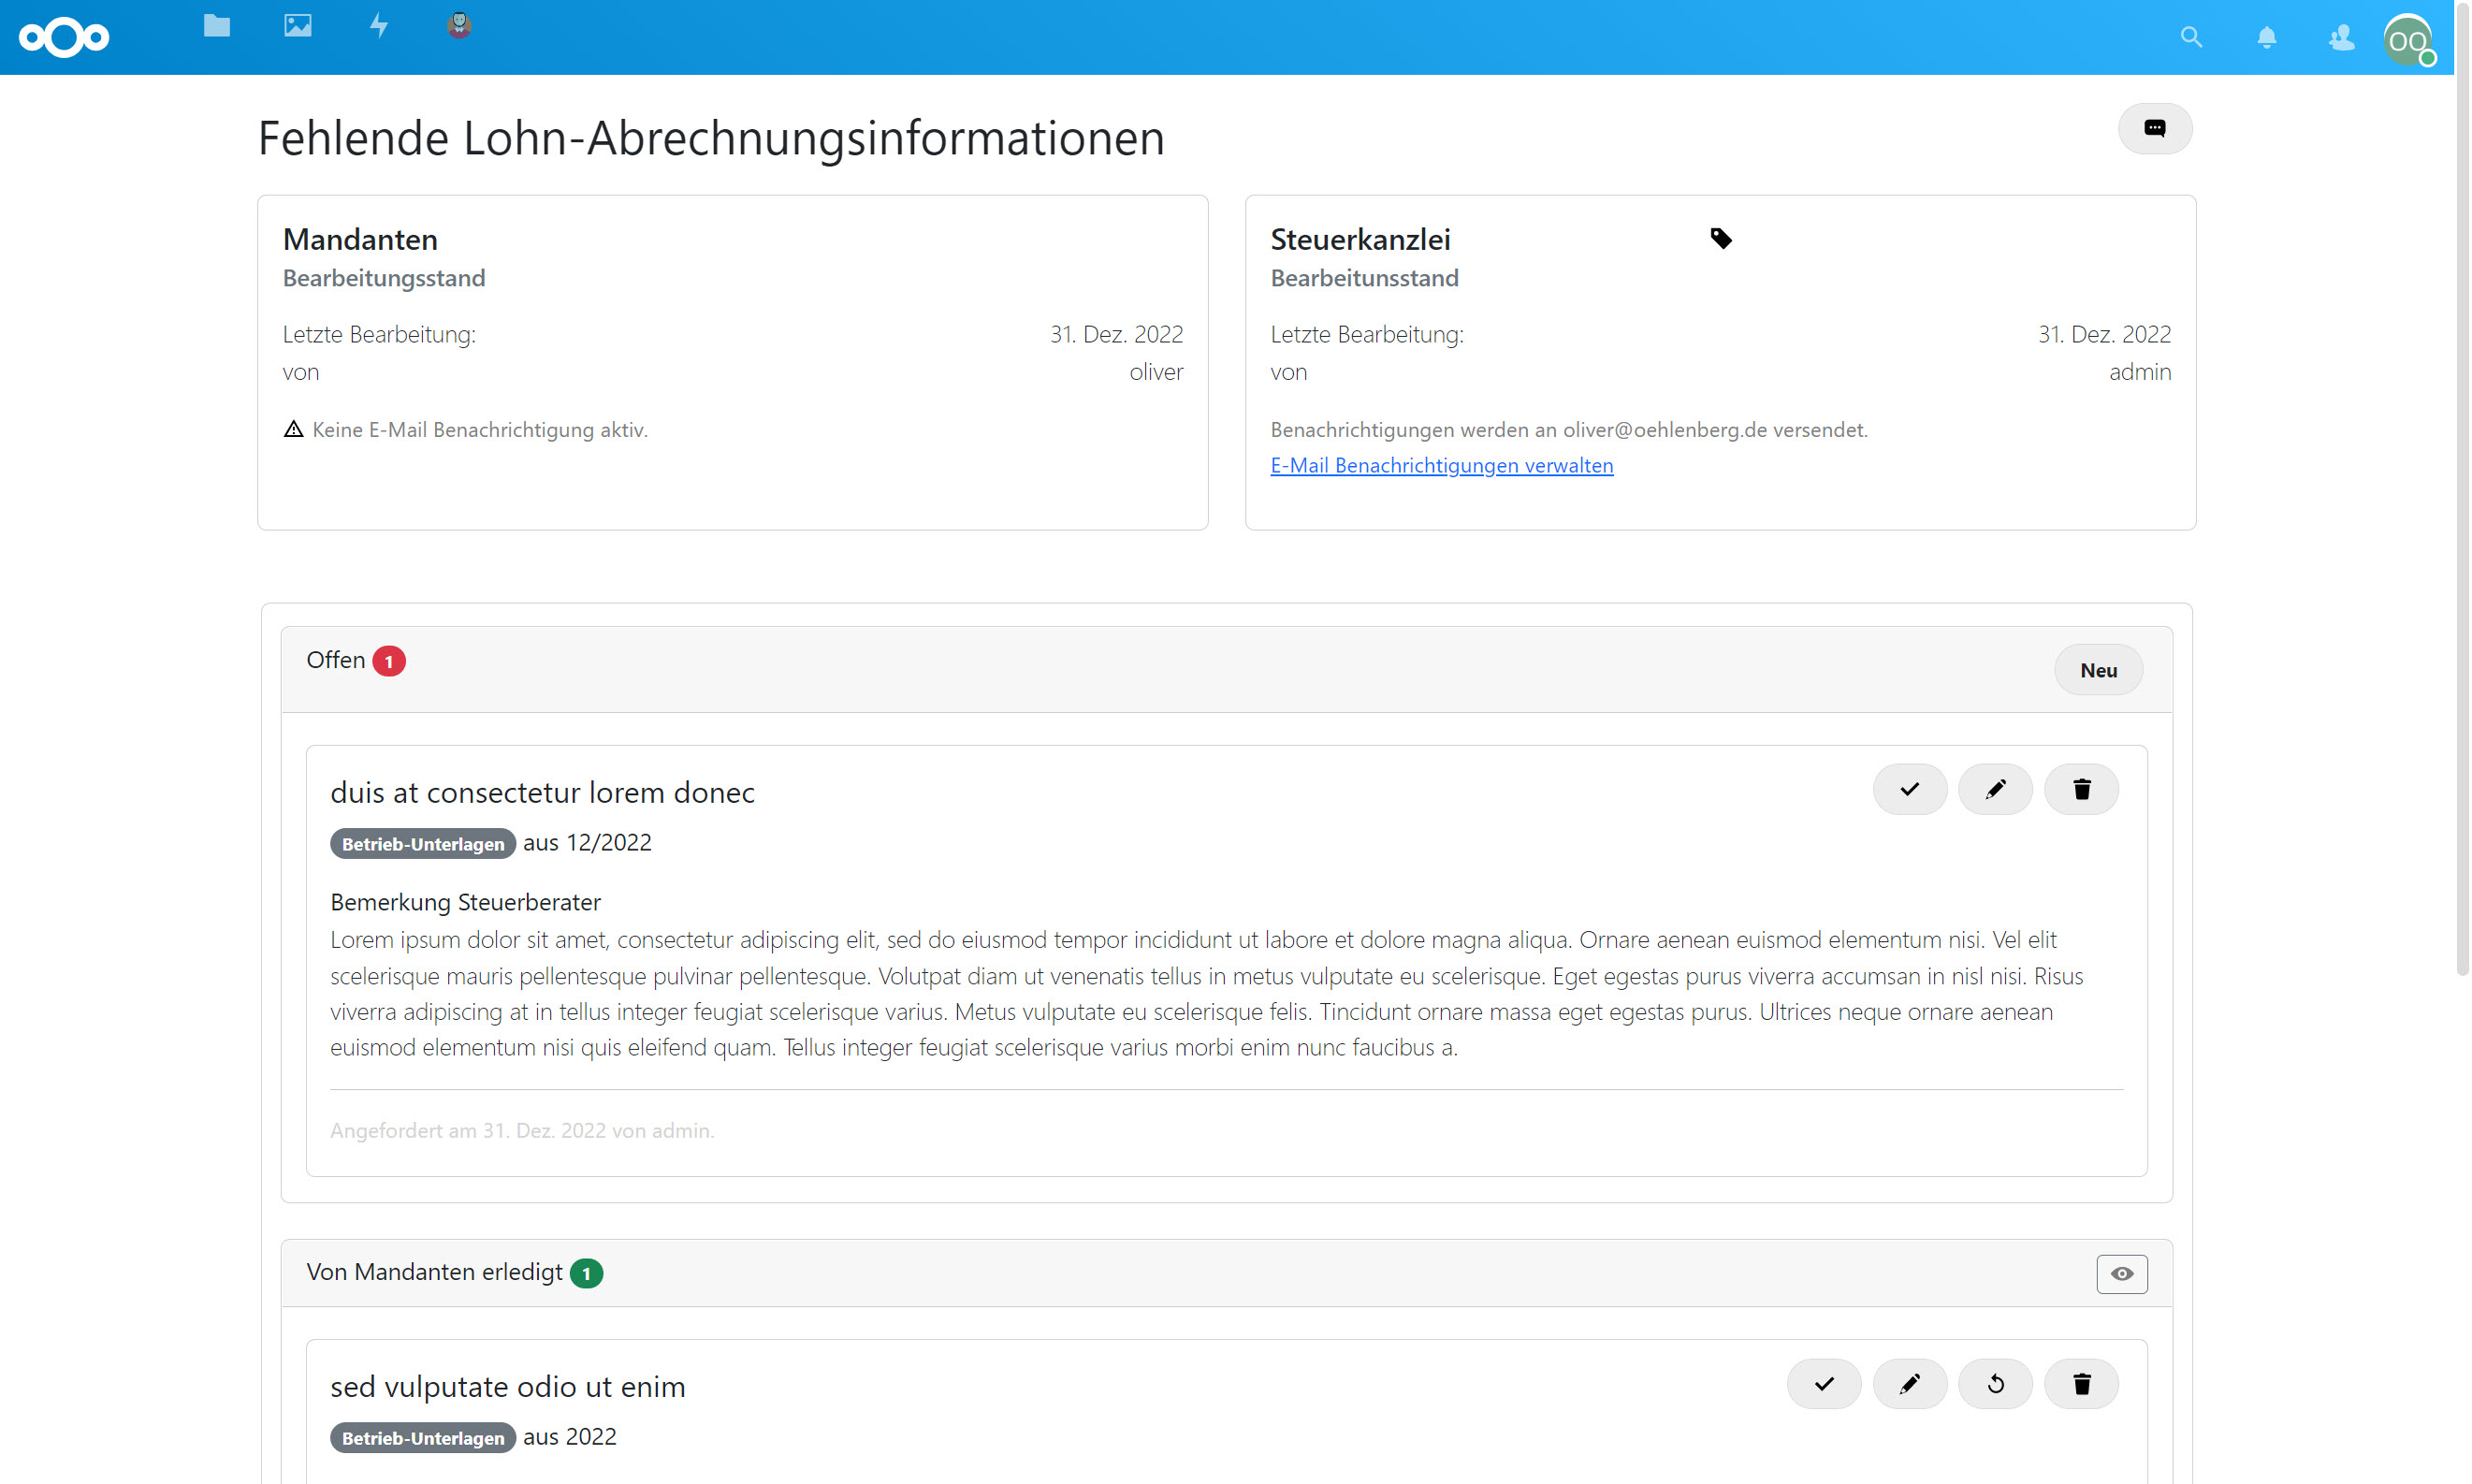 OO
Fehlende Lohn-Abrechnungsinformationen
Mandanten
Bearbeitungsstand
Letzte Bearbeitung: 31. Dez. 2022
von oliver
Keine E-Mail Benachrichtigung aktiv.
Steuerkanzlei
Bearbeitunsstand
Letzte Bearbeitung: 31. Dez. 2022
von admin
Benachrichtigungen werden an oliver@oehlenberg.de versendet.
E-Mail Benachrichtigungen verwalten
Offen 1
Neu
duis at consectetur lorem donec
Betrieb-Unterlagen aus 12/2022
Bemerkung Steuerberater
Lorem ipsum dolor sit amet, consectetur adipiscing elit, sed do eiusmod tempor incididunt ut labore et dolore magna aliqua. Ornare aenean euismod elementum nisi. Vel elit
scelerisque mauris pellentesque pulvinar pellentesque. Volutpat diam ut venenatis tellus in metus vulputate eu scelerisque. Eget egestas purus viverra accumsan in nisl nisi. Risus
viverra adipiscing at in tellus integer feugiat scelerisque varius. Metus vulputate eu scelerisque felis. Tincidunt ornare massa eget egestas purus. Ultrices neque ornare aenean
euismod elementum nisi quis eleifend quam. Tellus integer feugiat scelerisque varius morbi enim nunc faucibus a.
Angefordert am 31. Dez. 2022 von admin.
Von Mandanten erledigt 1
sed vulputate odio ut enim
Betrieb-Unterlagen aus 2022